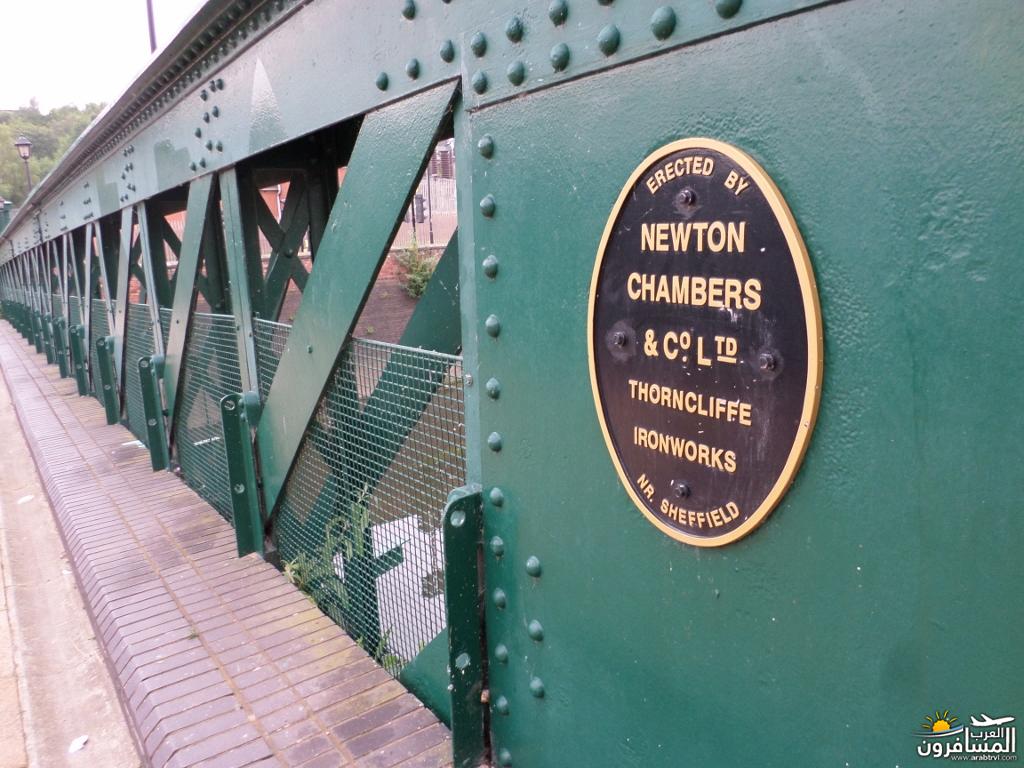 ERECTED BY
NEWTON
CHAMBERS
& Cº LTD
THORNCLIFFE
IRONWORKS
NR. SHEFFIELD
العرب
المسافرون
www.arabtrvl.com